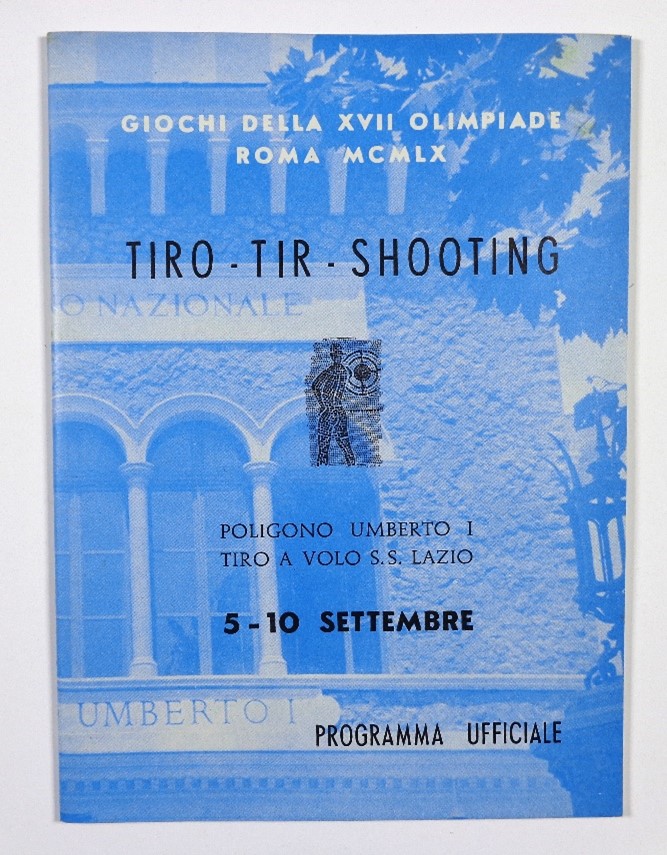 GIOCHI DELLA XVII OLIMPIADE
ROMA MCMLX
TIRO - TIR - SHOOTING
O NAZIONALE
POLIGONO UMBERTO I
TIRO A VOLO S.S. LAZIO
5-10 SETTEMBRE
UMBERTO I
PROGRAMMA UFFICIALE